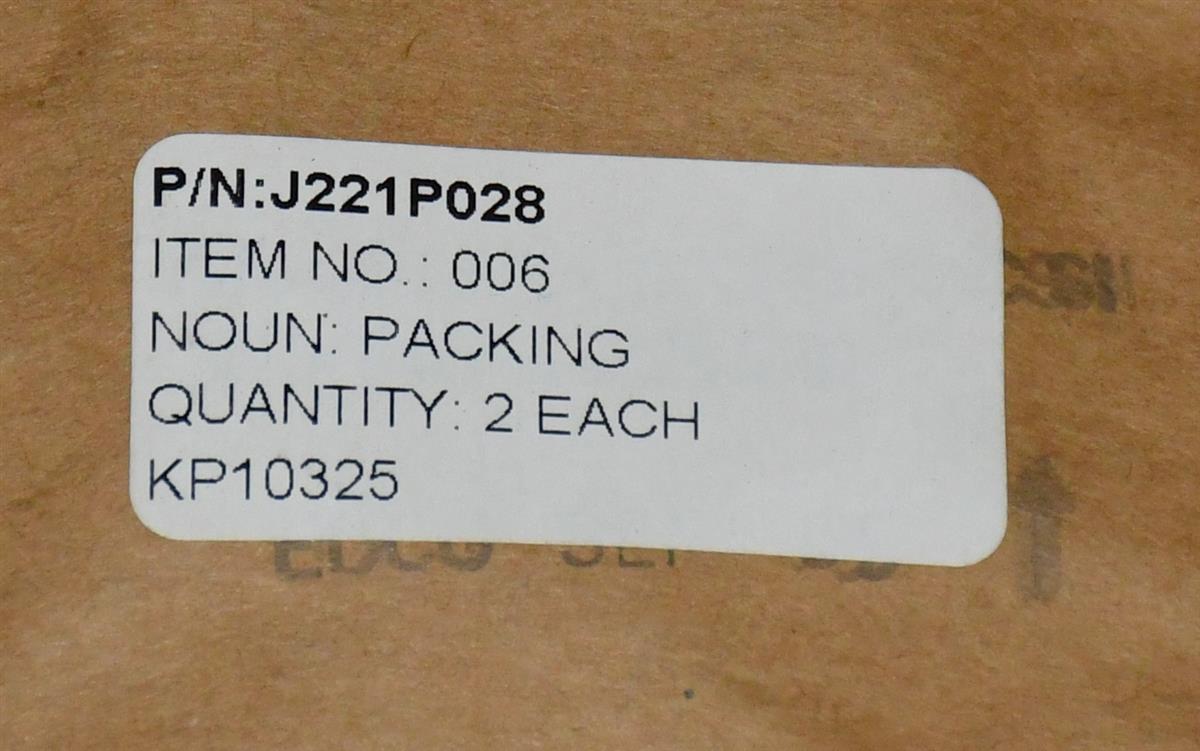 P/N:J221P028
ITEM NO.: 006
NOUN: PACKING
QUANTITY: 2 EACH
KP10325